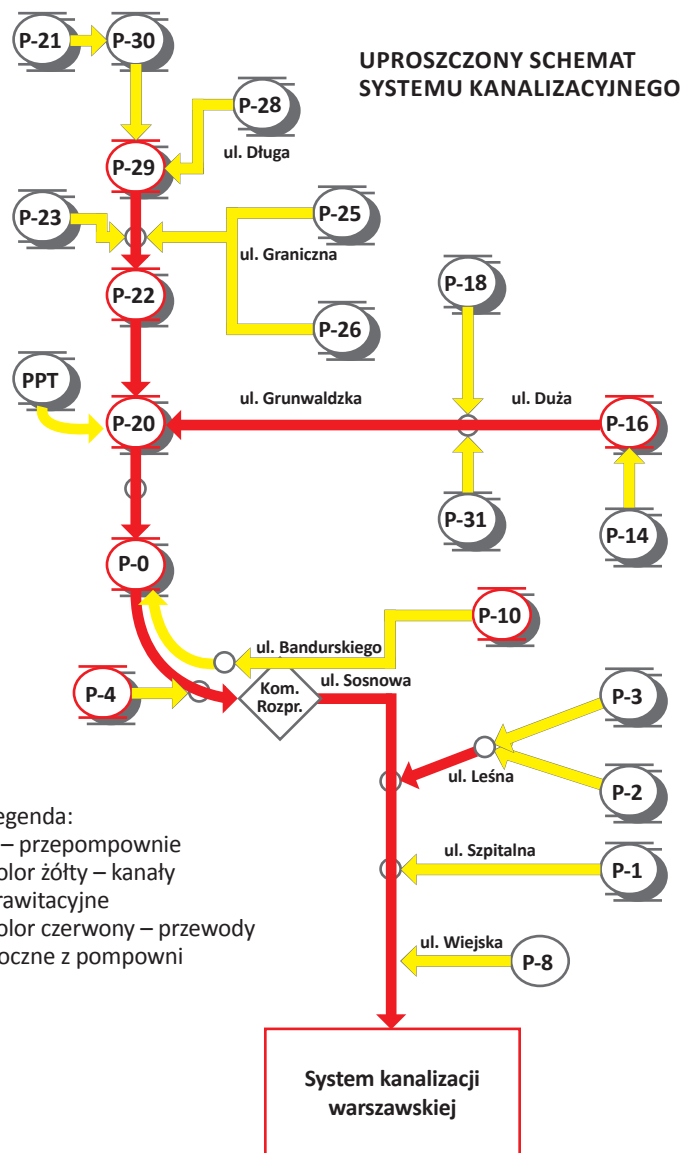 UPROSZCZONY SCHEMAT
SYSTEMU KANALIZACYJNEGO
P-21
P-30
P-28
ul. Długa
P-29
P-23
P-25
ul. Graniczna
P-22
P-18
P-26
PPT
ul. Grunwaldzka
ul. Duża
P-20
P-16
P-31
P-14
P-0
P-10
ul. Bandurskiego
ul. Sosnowa
P-4
Kom.
Rozpr.
P-3
ul. Leśna
P-2
ul. Szpitalna
P-1
ul. Wiejska
P-8
egenda:
– przepompownie
olor żółty – kanały
rawitacyjne
olor czerwony – przewody
oczne z pompowni
System kanalizacji
warszawskiej